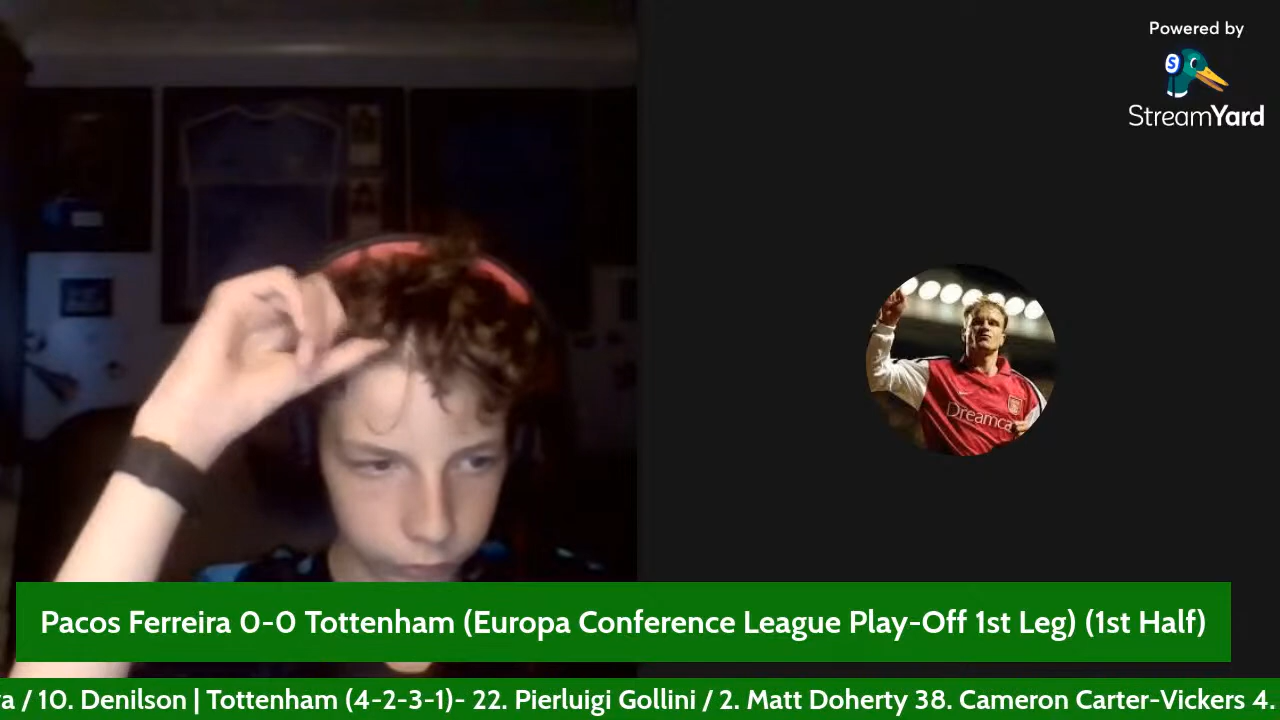 Powered by
S
StreamYard
Dreamca
Pacos Ferreira 0-0 Tottenham (Europa Conference League Play-Off 1st Leg) (1st Half)
a / 10. Denilson | Tottenham (4-2-3-1)- 22. Pierluigi Gollini / 2. Matt Doherty 38. Cameron Carter-Vickers 4.